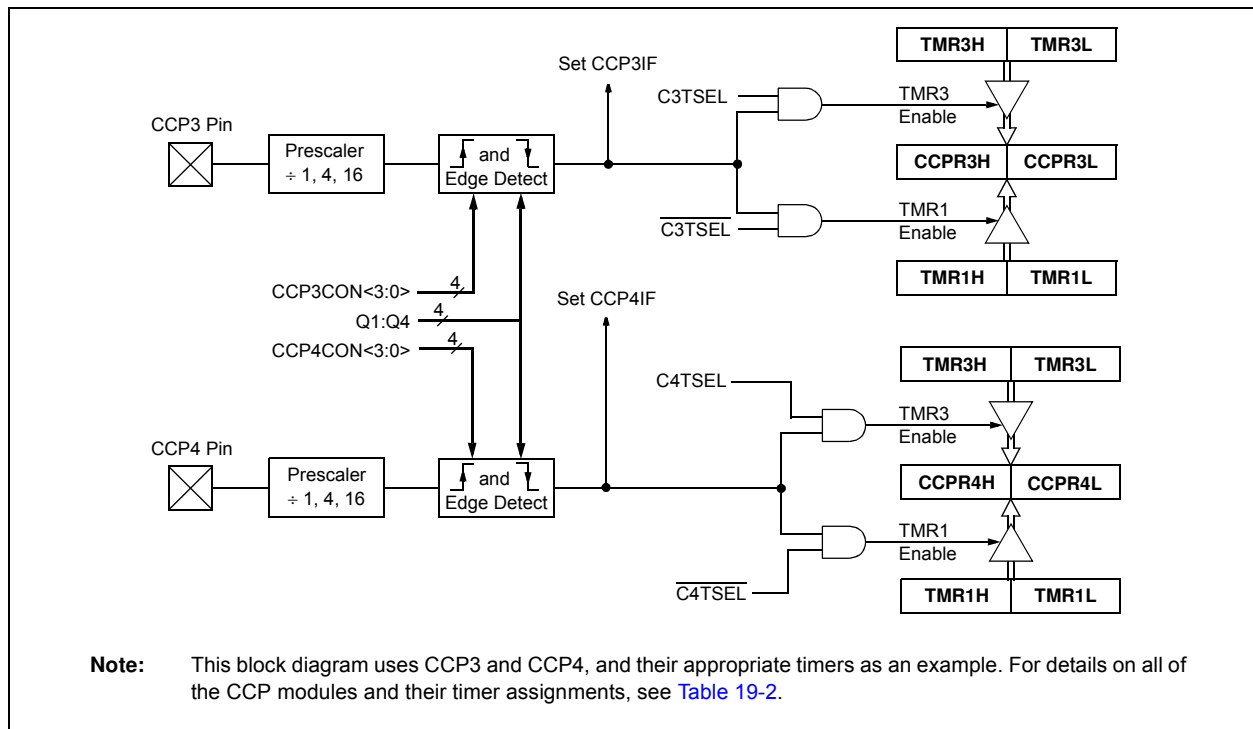 TMR3H TMR3L
Set CCP3IF
C3TSEL
TMR3
Enable
CCP3 Pin
Prescaler
÷ 1, 4, 16
and
Edge Detect
CCPR3H CCPR3L
C3TSEL
TMR1
Enable
TMR1H TMR1L
CCP3CON<3:0>
4
Q1:Q4
4
CCP4CON<3:0>
4
Set CCP4IF
TMR3H TMR3L
C4TSEL
TMR3
Enable
CCP4 Pin
Prescaler
÷ 1, 4, 16
and
Edge Detect
CCPR4H CCPR4L
TMR1
Enable
C4TSEL
TMR1H TMR1L
Note: This block diagram uses CCP3 and CCP4, and their appropriate timers as an example. For details on all of
the CCP modules and their timer assignments, see Table 19-2.